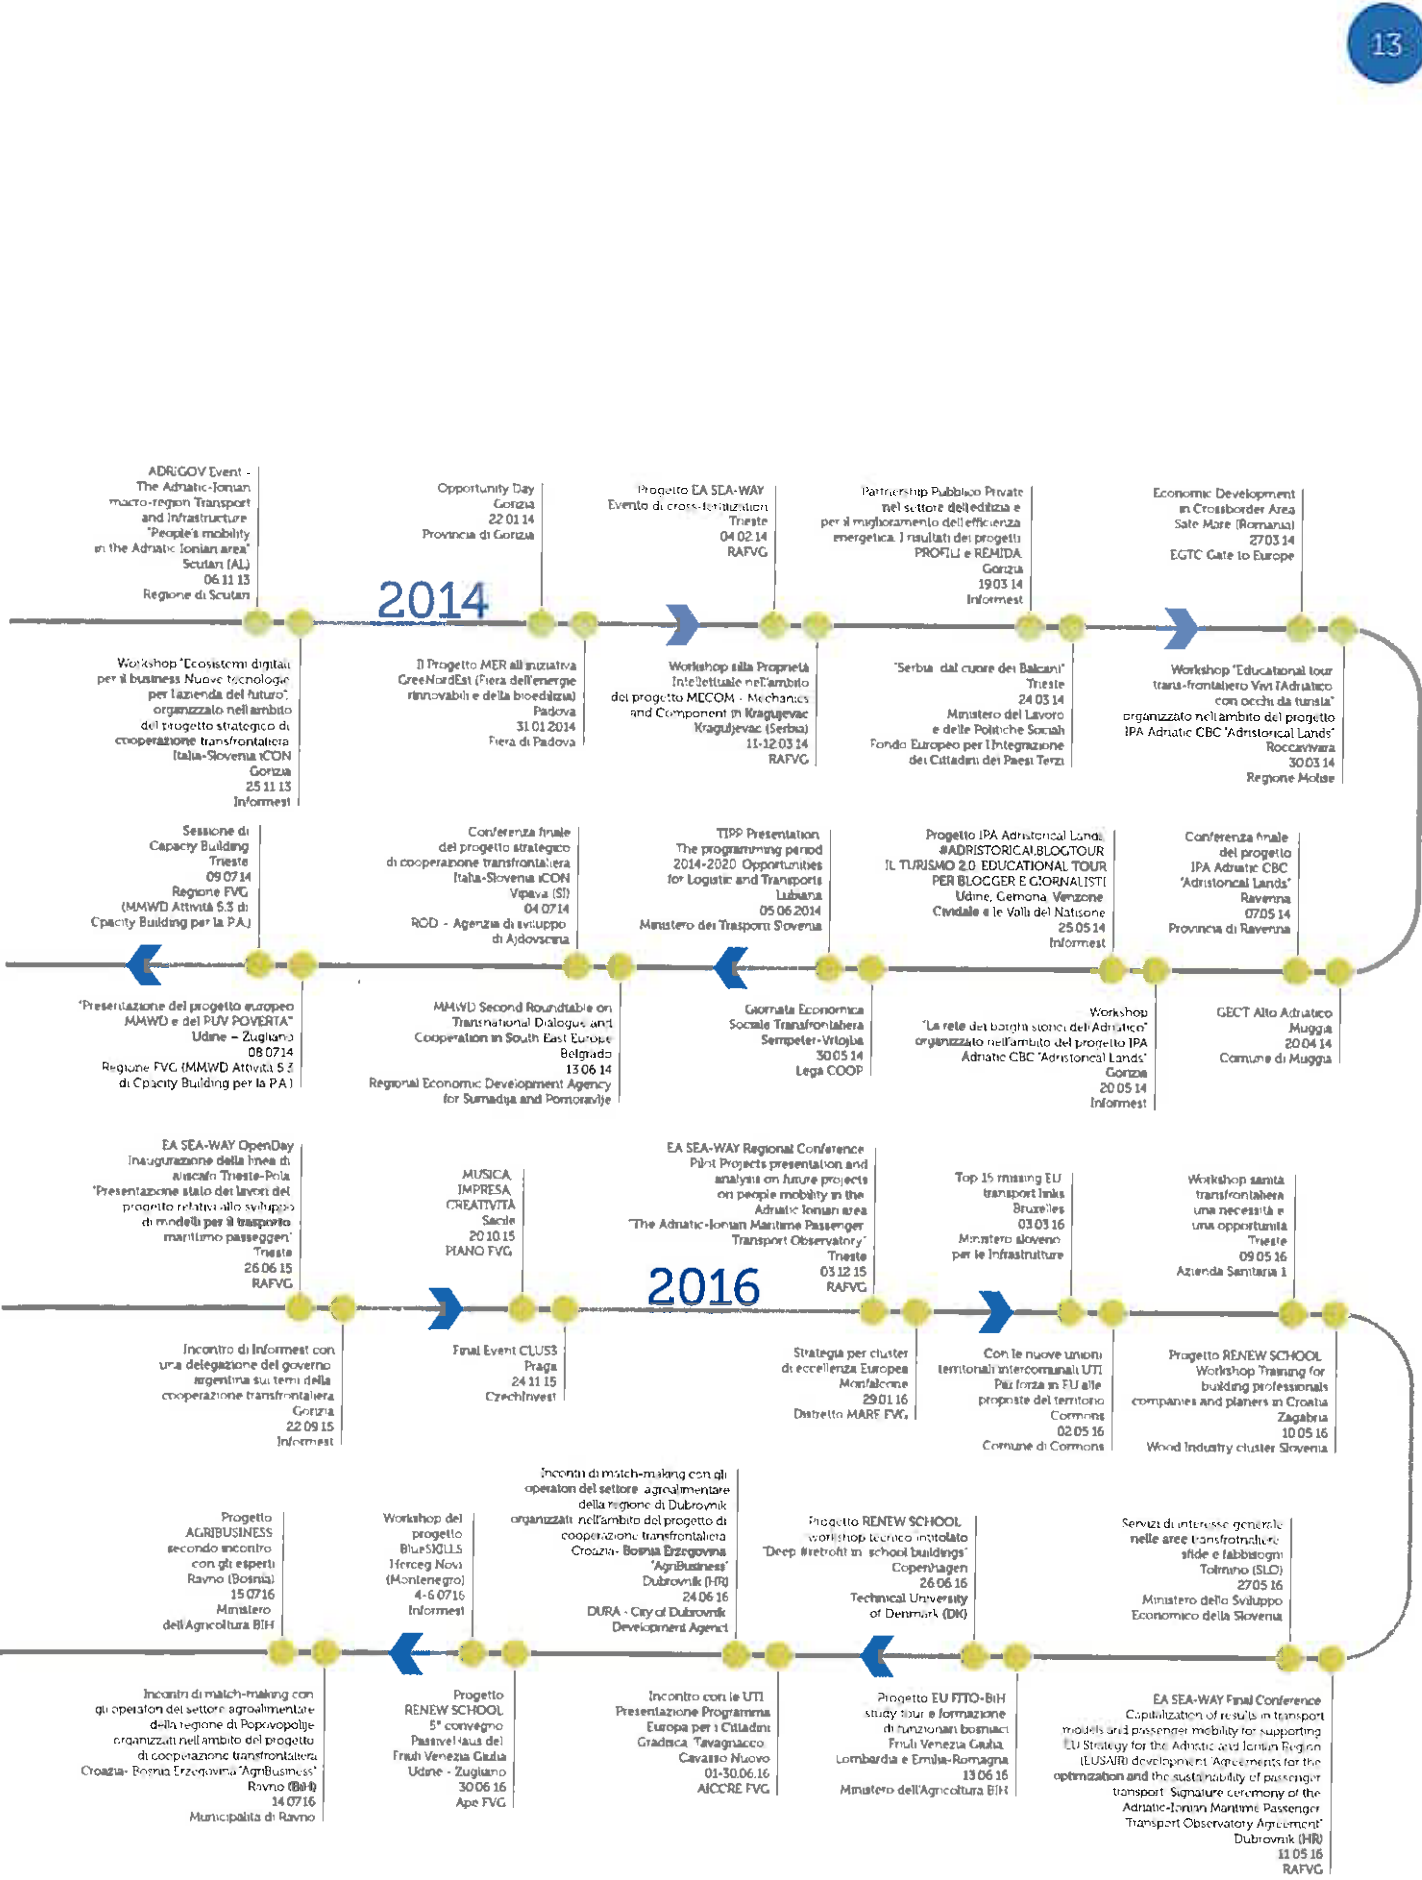 13
ADRIGOV Event -
The Adriatic-Ionian
macro-region Transport
and Infrastructure
"People's mobility
in the Adriatic Ionian area"
Scutari (AL)
06 11 13
Regione di Scutari
Opportunity Day
Gorizia
22 01 14
Provincia di Gorizia
Progetto EA SEA-WAY
Evento di cross-fertilization
Trieste
04 02 14
RAFVG
Partnership Pubblico Private
nel settore dell edilizia e
per il miglioramento dell efficienza
energetica. I risultati dei progetti
PROFILI e REMIDA
Gorizia
19 03 14
Informest
Economic Development
in Crossborder Area
Sate Mare (Romania)
27 03 14
EGTC Gate to Europe
2014
Workshop "Ecosistemi digitali
per il business Nuove tecnologie
per l'azienda del futuro",
organizzato nell ambito
del progetto strategico di
cooperazione transfrontaliera
Italia-Slovenia iCON
Gorizia
25 11 13
Informest
Il Progetto MER all iniziativa
GreeNordEst (Fiera dell'energie
rinnovabili e della bioedilizia)
Padova
31 01 2014
Fiera di Padova
Workshop sulla Proprietà
Intellettuale nell'ambito
del progetto MECOM - Mechanics
and Component in Kragujevac
Kragujevac (Serbia)
11-12 03 14
RAFVG
"Serbia dal cuore dei Balcani"
Trieste
24 03 14
Ministero del Lavoro
e delle Politiche Sociali
Fondo Europeo per l'Integrazione
dei Cittadini dei Paesi Terzi
Workshop "Educational tour
trans-frontaliero Vivi l'Adriatico
con occhi da turista"
organizzato nell ambito del progetto
IPA Adriatic CBC "Adristorical Lands"
Roccavivara
30 03 14
Regione Molise
Sessione di
Capacity Building
Trieste
09 07 14
Regione FVG
(MMWD Attività 5.3 di
Cpacity Building per la P.A.)
Conferenza finale
del progetto strategico
di cooperazione transfrontaliera
Italia-Slovenia iCON
Vipava (SI)
04 07 14
ROD - Agenzia di sviluppo
di Ajdovscina
TIPP Presentation
The programming period
2014-2020 Opportunities
for Logistic and Transports
Lubiana
05 06 2014
Ministero dei Trasporti Slovenia
Progetto IPA Adristorical Lands
#ADRISTORICALBLOGTOUR
IL TURISMO 2.0 EDUCATIONAL TOUR
PER BLOGGER E GIORNALISTI
Udine, Gemona, Venzone
Cividale e le Valli del Natisone
25 05 14
Informest
Conferenza finale
del progetto
IPA Adriatic CBC
"Adristorical Lands"
Ravenna
07 05 14
Provincia di Ravenna
"Presentazione del progetto europeo
MMWD e del PUV POVERTA"
Udine – Zugliano
08 07 14
Regione FVG (MMWD Attività 5 3
di Cpacity Building per la P.A.)
MMWD Second Roundtable on
Transnational Dialogue and
Cooperation in South East Europe
Belgrado
13 06 14
Regional Economic Development Agency
for Sumadija and Pomoravlje
Giornata Economica
Sociale Transfrontaliera
Sempeter-Vrtojba
30 05 14
Lega COOP
Workshop
"La rete dei borghi storici dell Adriatico"
organizzato nell'ambito del progetto IPA
Adriatic CBC "Adristorical Lands"
Gorizia
20 05 14
Informest
GECT Alto Adriatico
Muggia
20 04 14
Comune di Muggia
EA SEA-WAY OpenDay
Inaugurazione della linea di
aliscafo Trieste-Pola
"Presentazione stato dei lavori del
progetto relativi allo sviluppo
di modelli per il trasporto
marittimo passeggeri"
Trieste
26 06 15
RAFVG
MUSICA
IMPRESA
CREATIVITÀ
Sacile
20 10 15
PIANO FVG
EA SEA-WAY Regional Conference
Pilot Projects presentation and
analysis on future projects
on people mobility in the
Adriatic Ionian area
"The Adriatic-Ionian Maritime Passenger
Transport Observatory"
Trieste
03 12 15
RAFVG
Top 15 missing EU
transport links
Bruxelles
03 03 16
Ministero sloveno
per le Infrastrutture
Workshop sanità
transfrontaliera
una necessità e
una opportunità
Trieste
09 05 16
Azienda Sanitaria 1
2016
Incontro di Informest con
una delegazione del governo
argentina sui temi della
cooperazione transfrontaliera
Gorizia
22 09 15
Informest
Final Event CLUS3
Praga
24 11 15
CzechInvest
Strategia per cluster
di eccellenza Europea
Monfalcone
29 01 16
Distretto MARE FVG
Con le nuove unioni
territoriali intercomunali UTI
Più forza in EU alle
proposte del territorio
Cormons
02 05 16
Comune di Cormons
Progetto RENEW SCHOOL
Workshop Training for
building professionals
companies and planers in Croatia
Zagabria
10 05 16
Wood Industry cluster Slovenia
Progetto
AGRIBUSINESS
secondo incontro
con gli esperti
Ravno (Bosnia)
15 07 16
Ministero
dell Agricoltura BIH
Workshop del
progetto
BlueSKILLS
Herceg Novi
(Montenegro)
4-6 07 16
Informest
Incontri di match-making con gli
operatori del settore agroalimentare
della regione di Dubrovnik
organizzati nell'ambito del progetto di
cooperazione transfrontaliera
Croazia- Bosnia Erzegovina
"AgriBusiness"
Dubrovnik (HR)
24 06 16
DURA - City of Dubrovnik
Development Agenct
Progetto RENEW SCHOOL
workshop tecnico intitolato
"Deep #retrofit in school buildings"
Copenhagen
26 06 16
Technical University
of Denmark (DK)
Servizi di interesse generale
nelle aree transfrontaliere
sfide e fabbisogni
Tolmino (SLO)
27 05 16
Ministero dello Sviluppo
Economico della Slovenia
Incontri di match-making con
gli operatori del settore agroalimentare
della regione di Popovopolije
organizzati nell ambito del progetto
di cooperazione transfrontaliera
Croazia- Bosnia Erzegovina "AgriBusiness"
Ravno (BiH)
14 07 16
Municipalità di Ravno
Progetto
RENEW SCHOOL
5° convegno
PassiveHaus del
Friuli Venezia Giulia
Udine - Zugliano
30 06 16
Ape FVG
Incontro con le UTI
Presentazione Programma
Europa per i Cittadini
Gradisca, Tavagnacco
Cavasso Nuovo
01-30.06.16
AICCRE FVG
Progetto EU FITO-BiH
study tour e formazione
di funzionari bosniaci
Friuli Venezia Giulia,
Lombardia e Emilia-Romagna
13 06 16
Ministero dell'Agricoltura BIH
EA SEA-WAY Final Conference
Capitalization of results in transport
models and passenger mobility for supporting
EU Strategy for the Adriatic and Ionian Region
(EUSAIR) development "Agreements for the
optimization and the sustainability of passenger
transport Signature ceremony of the
Adriatic-Ionian Maritime Passenger
Transport Observatory Agreement"
Dubrovnik (HR)
11 05 16
RAFVG